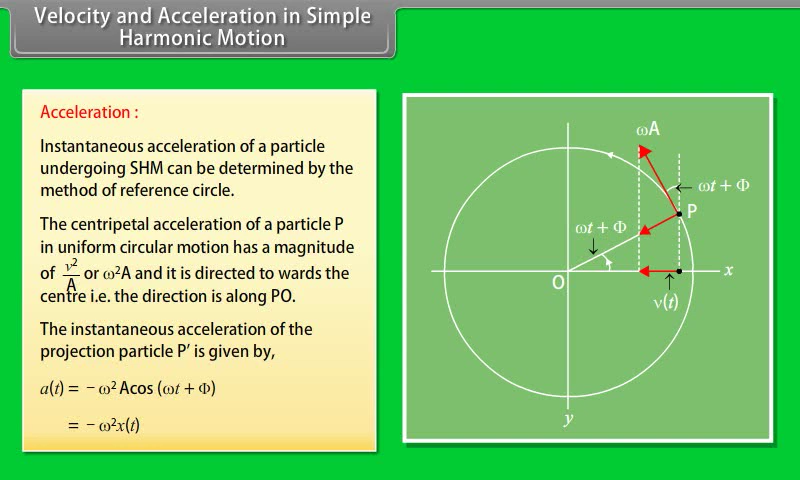 Velocity and Acceleration in Simple
Harmonic Motion
Acceleration :
Instantaneous acceleration of a particle
undergoing SHM can be determined by the
method of reference circle.
The centripetal acceleration of a particle P
in uniform circular motion has a magnitude
of v²/A or ω²A and it is directed to wards the
centre i.e. the direction is along PO.
The instantaneous acceleration of the
projection particle P′ is given by,
a(t) = − ω² Acos (ωt + Φ)
= − ω²x(t)
ωA
ωt + Φ
P
ωt + Φ
O
x
v(t)
y